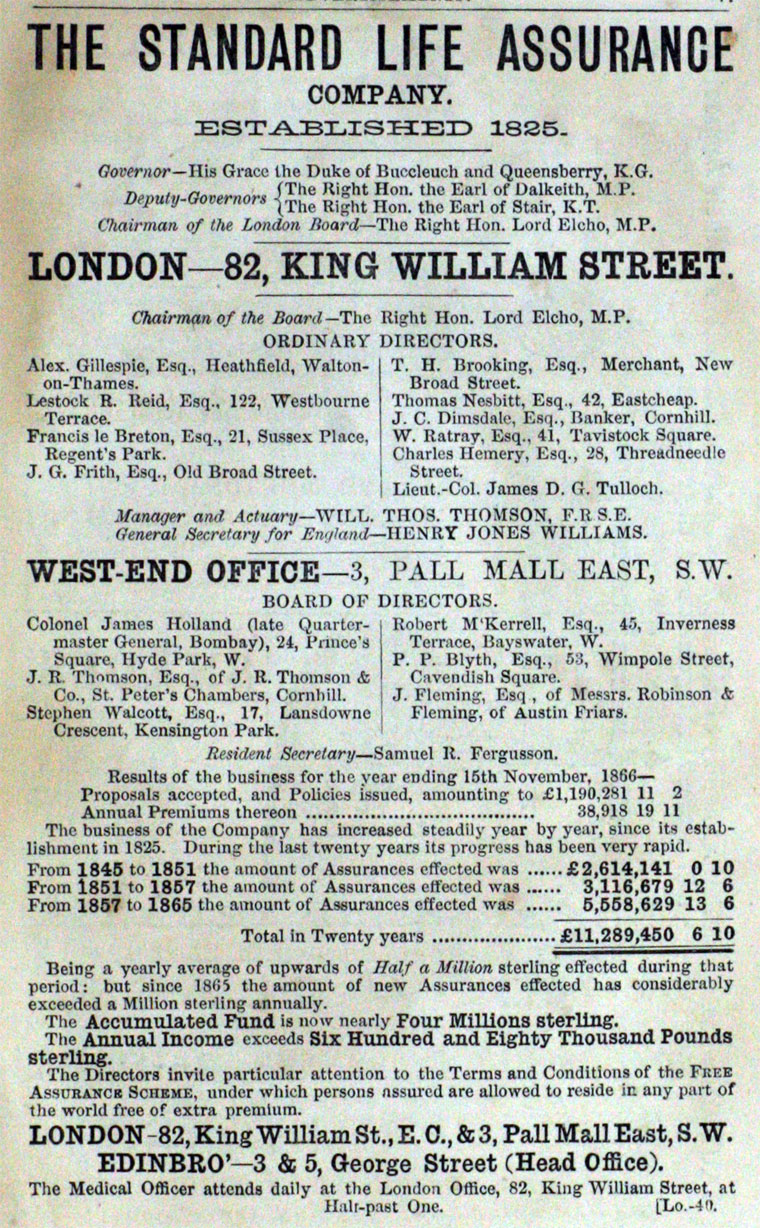 THE STANDARD LIFE ASSURANCE
COMPANY.
ESTABLISHED 1825.
Governor—His Grace the Duke of Buccleuch and Queensberry, K.G.
Deputy-Governors {The Right Hon. the Earl of Dalkeith, M.P.
{The Right Hon. the Earl of Stair, K.T.
Chairman of the London Board—The Right Hon. Lord Elcho, M.P.
LONDON—82, KING WILLIAM STREET.
Chairman of the Board—The Right Hon. Lord Elcho, M.P.
ORDINARY DIRECTORS.
Alex. Gillespie, Esq., Heathfield, Walton-
on-Thames.
Lestock R. Reid, Esq., 122, Westbourne
Terrace.
Francis le Breton, Esq., 21, Sussex Place,
Regent's Park.
J. G. Frith, Esq., Old Broad Street.
T. H. Brooking, Esq., Merchant, New
Broad Street.
Thomas Nesbitt, Esq., 42, Eastcheap.
J. C. Dimsdale, Esq., Banker, Cornhill.
W. Ratray, Esq., 41, Tavistock Square.
Charles Hemery, Esq., 28, Threadneedle
Street.
Lieut.-Col. James D. G. Tulloch.
Manager and Actuary—WILL. THOS. THOMSON, F.R S.E.
General Secretary for England—HENRY JONES WILLIAMS.
WEST-END OFFICE—3, PALL MALL EAST, S.W.
BOARD OF DIRECTORS.
Colonel James Holland (late Quarter-
master General, Bombay), 24, Prince's
Square, Hyde Park, W.
J. R. Thomson, Esq., of J. R. Thomson &
Co., St. Peter's Chambers, Cornhill.
Stephen Walcott, Esq., 17, Lansdowne
Crescent, Kensington Park.
Robert M'Kerrell, Esq., 45, Inverness
Terrace, Bayswater, W.
P. P. Blyth, Esq., 53, Wimpole Street,
Cavendish Square.
J. Fleming, Esq , of Messrs. Robinson &
Fleming, of Austin Friars.
Resident Secretary—Samuel R. Fergusson.
Results of the business for the year ending 15th November, 1866—
Proposals accepted, and Policies issued, amounting to £1,190,281 11 2
Annual Premiums thereon ........................................ 38,918 19 11
The business of the Company has increased steadily year by year, since its estab-
lishment in 1825. During the last twenty years its progress has been very rapid.
From 1845 to 1851 the amount of Assurances effected was ...... £2,614,141 0 10
From 1851 to 1857 the amount of Assurances effected was ...... 3,116,679 12 6
From 1857 to 1865 the amount of Assurances effected was ...... 5,558,629 13 6
Total in Twenty years ..................... £11,289,450 6 10
Being a yearly average of upwards of Half a Million sterling effected during that
period: but since 1865 the amount of new Assurances effected has considerably
exceeded a Million sterling annually.
The Accumulated Fund is now nearly Four Millions sterling.
The Annual Income exceeds Six Hundred and Eighty Thousand Pounds
sterling.
The Directors invite particular attention to the Terms and Conditions of the FREE
ASSURANCE SCHEME, under which persons assured are allowed to reside in any part of
the world free of extra premium.
LONDON-82, King William St., E.C., & 3, Pall Mall East, S.W.
EDINBRO'—3 & 5, George Street (Head Office).
The Medical Officer attends daily at the London Office, 82, King William Street, at
Half-past One. [Lo.-40.